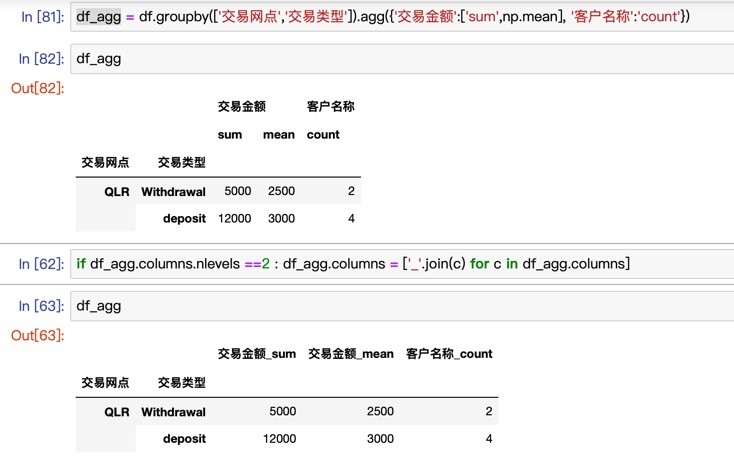 In [81]: df_agg = df.groupby(['交易网点','交易类型']).agg({'交易金额':['sum',np.mean], '客户名称':'count'})
In [82]: df_agg
Out[82]:
交易金额 客户名称
sum mean count
交易网点 交易类型
QLR Withdrawal 5000 2500 2
deposit 12000 3000 4
In [62]: if df_agg.columns.nlevels ==2 : df_agg.columns = ['_'.join(c) for c in df_agg.columns]
In [63]: df_agg
Out[63]:
交易金额_sum 交易金额_mean 客户名称_count
交易网点 交易类型
QLR Withdrawal 5000 2500 2
deposit 12000 3000 4